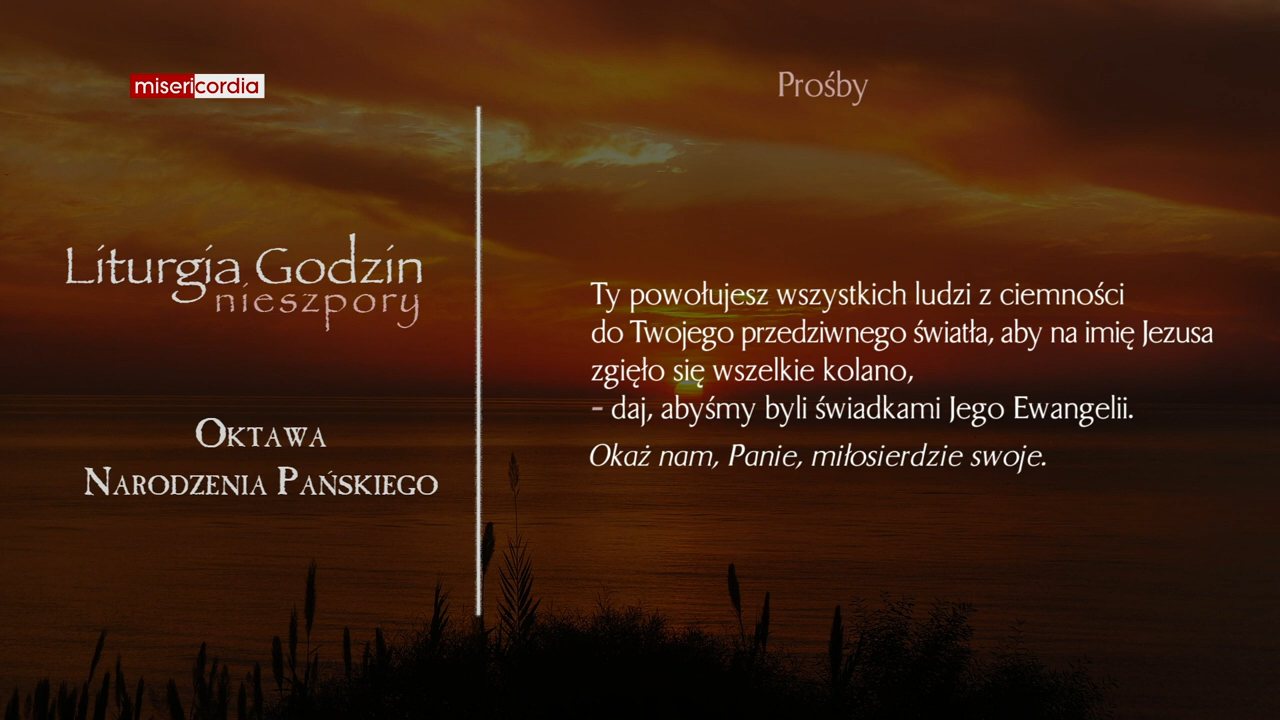 misericordia
Prośby
Liturgia Godzin
nieszpory
Oktawa
Narodzenia Pańskiego
Ty powołujesz wszystkich ludzi z ciemności
do Twojego przedziwnego światła, aby na imię Jezusa
zgięło się wszelkie kolano,
- daj, abyśmy byli świadkami Jego Ewangelii.
Okaż nam, Panie, miłosierdzie swoje.